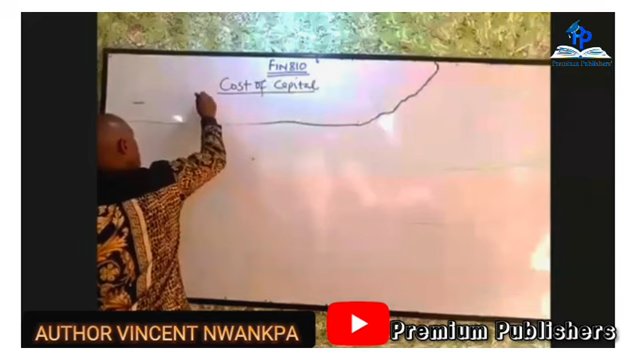 Premium Publishers
FIN810
Cost of Capital
AUTHOR VINCENT NWANKPA
Premium Publishers